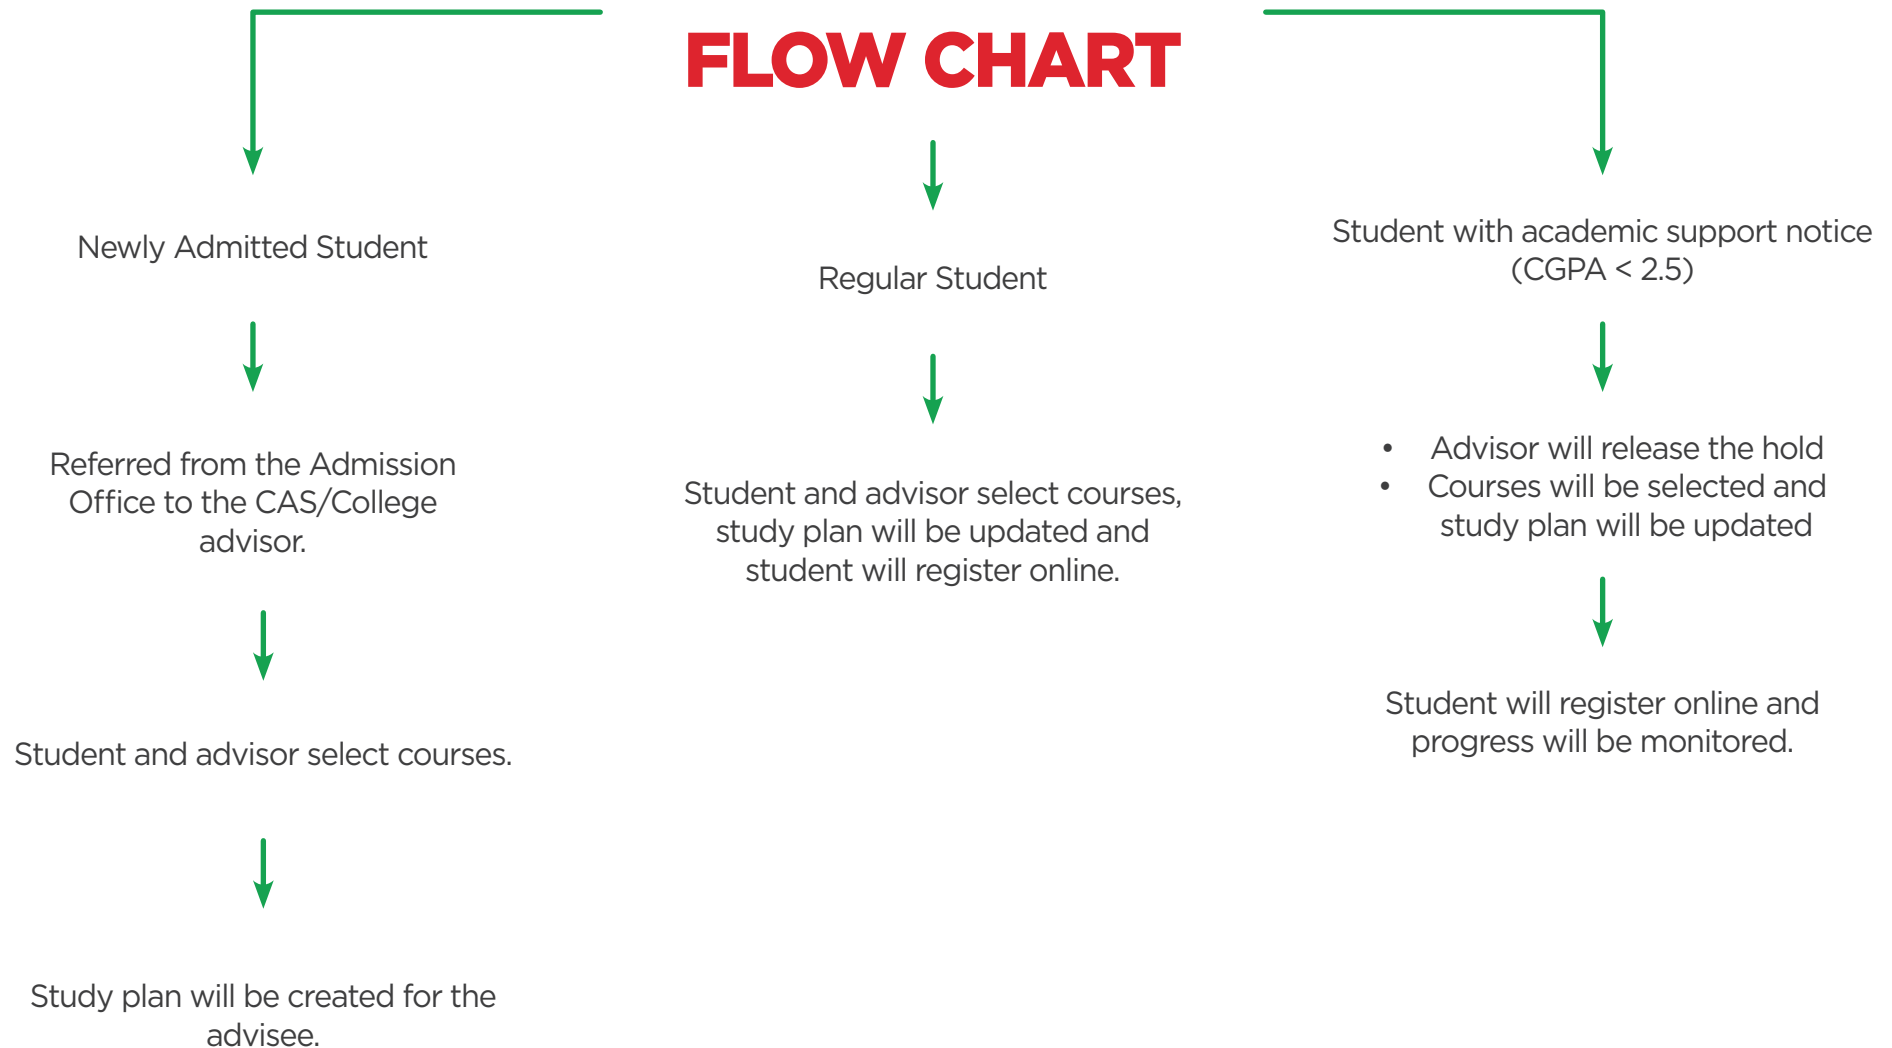 FLOW CHART
Newly Admitted Student
Referred from the Admission
Office to the CAS/College
advisor.
Student and advisor select courses.
Study plan will be created for the
advisee.
Regular Student
Student and advisor select courses,
study plan will be updated and
student will register online.
Student with academic support notice
(CGPA < 2.5)
• Advisor will release the hold
• Courses will be selected and
study plan will be updated
Student will register online and
progress will be monitored.